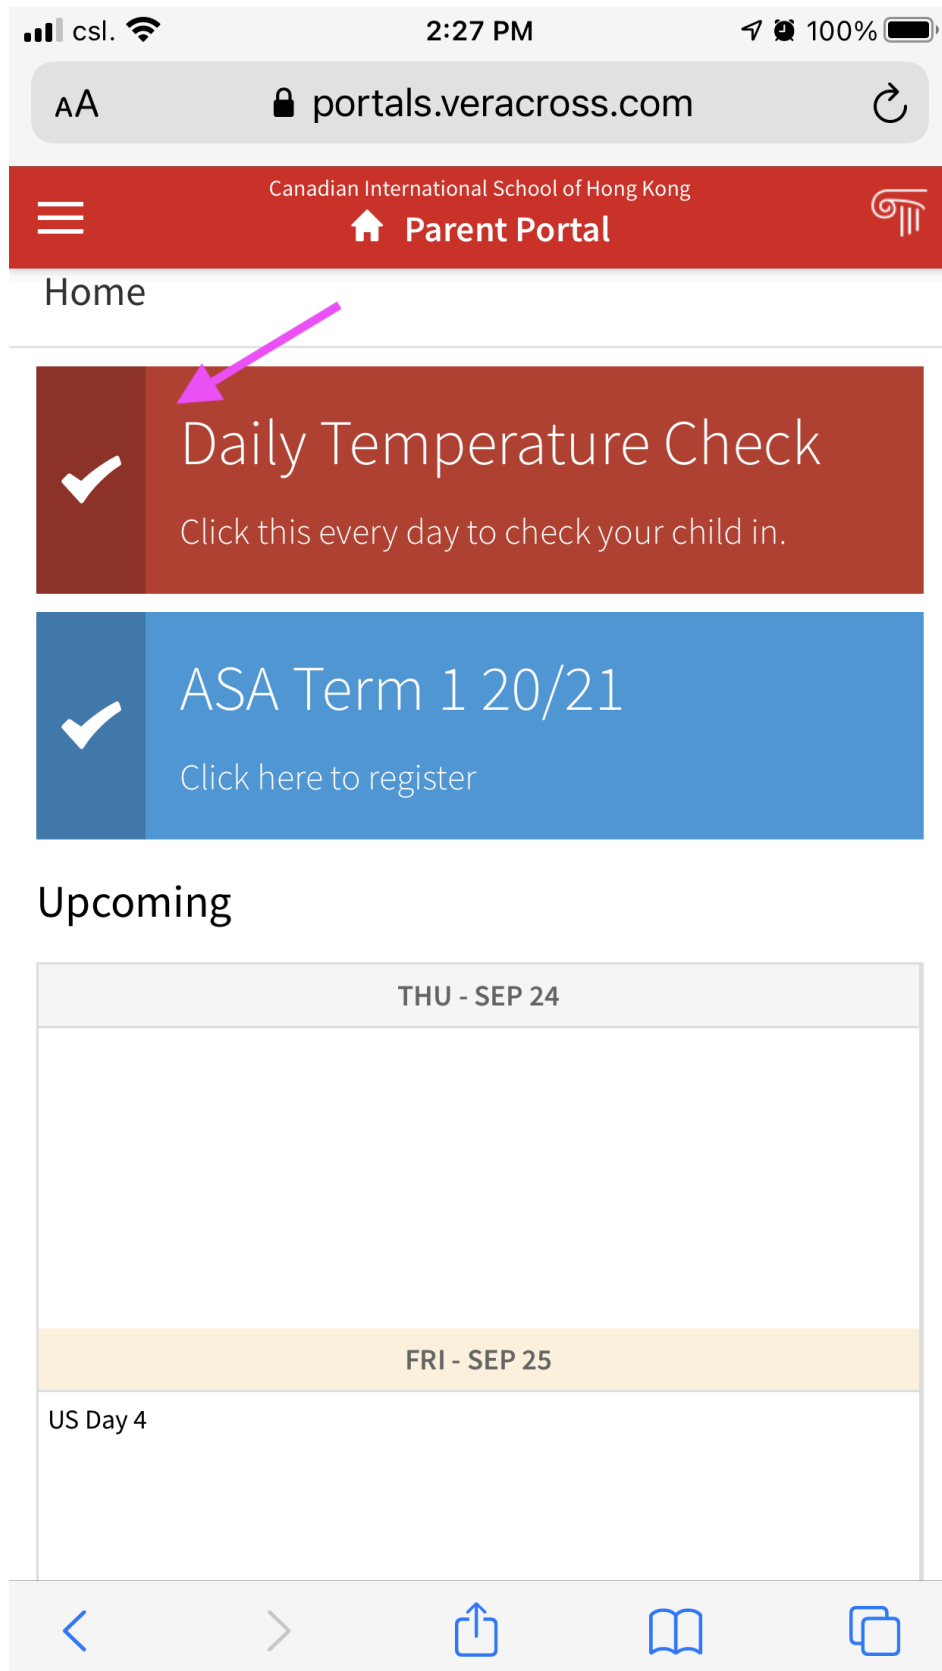 csl. 2:27 PM 100%
AA portals.veracross.com
Canadian International School of Hong Kong
Parent Portal
Home
Daily Temperature Check
Click this every day to check your child in.
ASA Term 1 20/21
Click here to register
Upcoming
THU - SEP 24
FRI - SEP 25
US Day 4